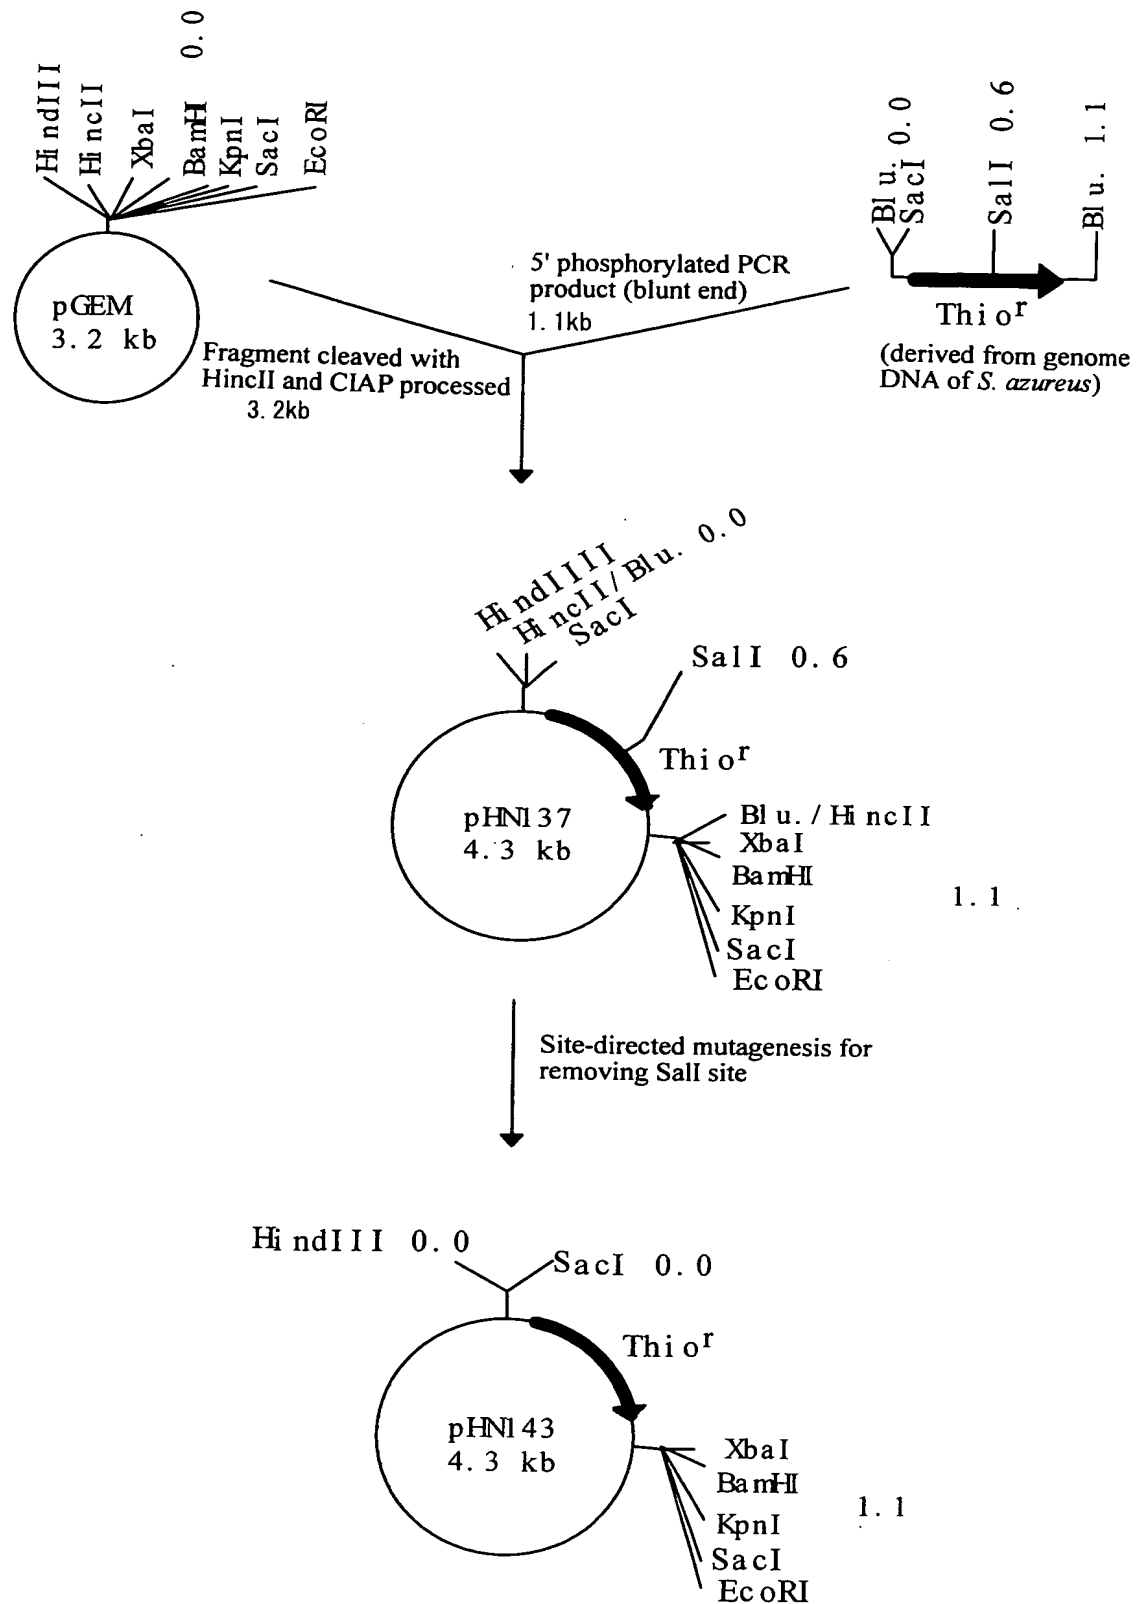 HindIII
HincII
XbaI
BamHI 0.0
KpnI
SacI
EcoRI
pGEM
3.2 kb
Fragment cleaved with
HincII and CIAP processed
3.2kb
5' phosphorylated PCR
product (blunt end)
1.1kb
Blu. 0.0
SacI
SalI 0.6
Blu. 1.1
Thioʳ
(derived from genome
DNA of S. azureus)
HindIIII
HincII/Blu. 0.0
SacI
SalI 0.6
Thioʳ
pHN137
4.3 kb
Blu./HincII
XbaI
BamHI
1.1
KpnI
SacI
EcoRI
Site-directed mutagenesis for
removing SalI site
HindIII 0.0
SacI 0.0
Thioʳ
pHN143
4.3 kb
XbaI
BamHI
1.1
KpnI
SacI
EcoRI